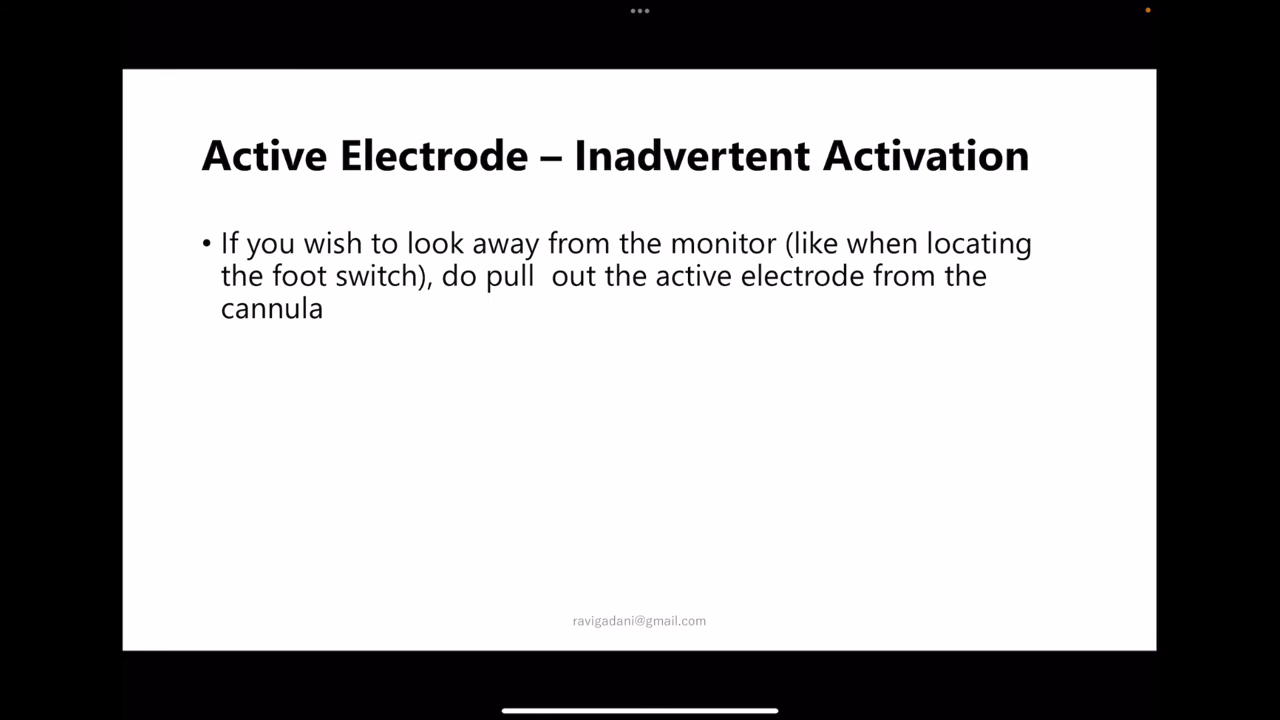 Active Electrode – Inadvertent Activation
• If you wish to look away from the monitor (like when locating
the foot switch), do pull  out the active electrode from the
cannula
ravigadani@gmail.com